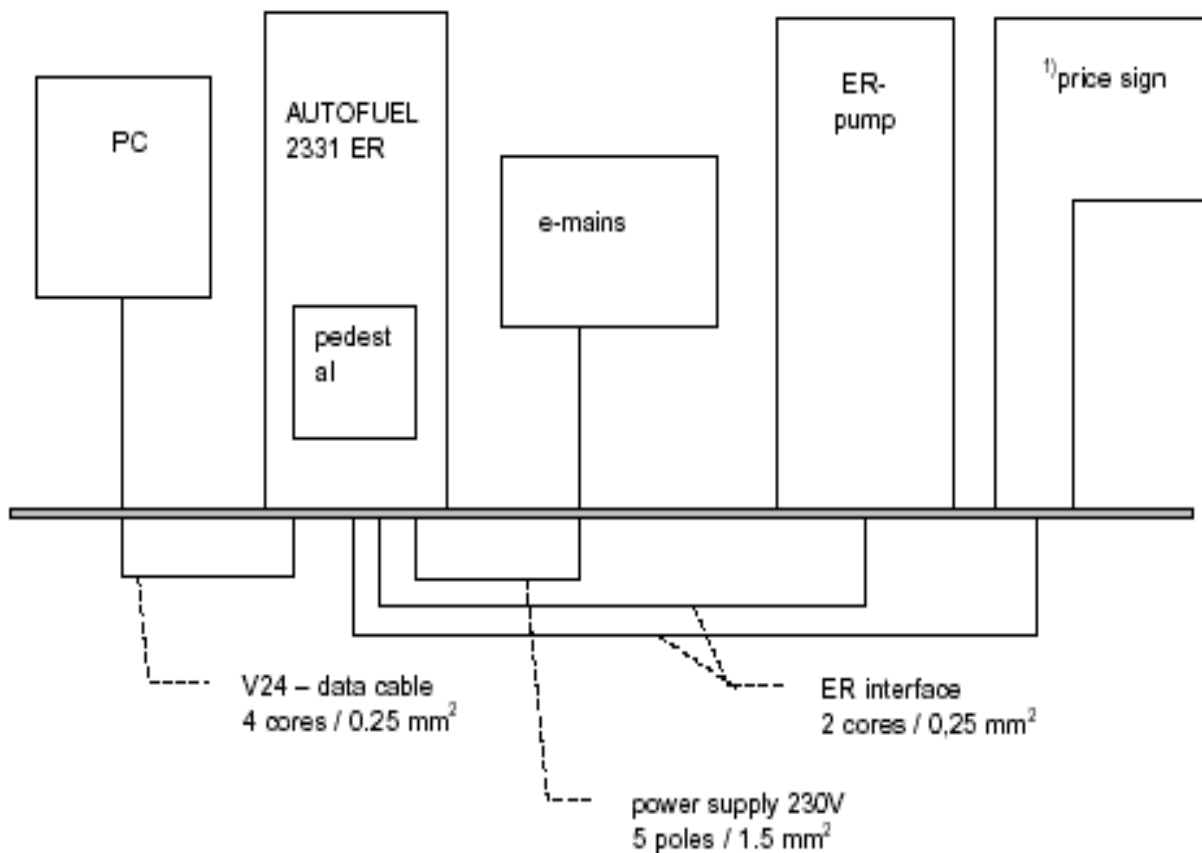 PC
AUTOFUEL
2331 ER
pedest
al
e-mains
ER-
pump
¹⁾price sign
V24 – data cable
4 cores / 0.25 mm²
ER interface
2 cores / 0,25 mm²
power supply 230V
5 poles / 1.5 mm²